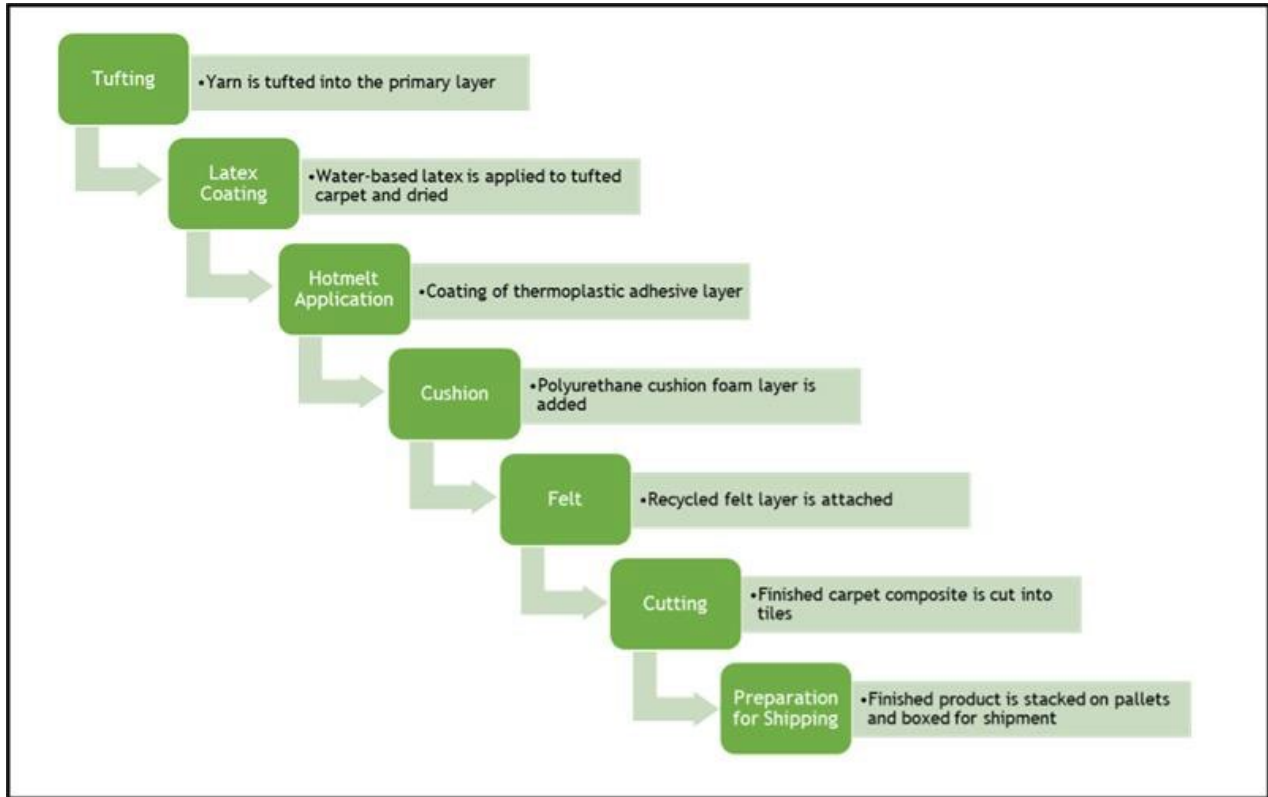 Tufting
•Yarn is tufted into the primary layer
Latex
Coating
•Water-based latex is applied to tufted
carpet and dried
Hotmelt
Application
•Coating of thermoplastic adhesive layer
Cushion
•Polyurethane cushion foam layer is
added
Felt
•Recycled felt layer is attached
Cutting
•Finished carpet composite is cut into
tiles
Preparation
for Shipping
•Finished product is stacked on pallets
and boxed for shipment